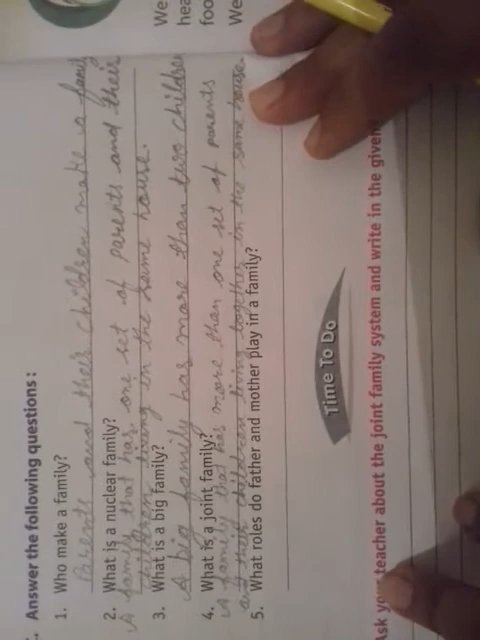 We
hea
foo
We
Answer the following questions :
1. Who make a family?
Parents and their children make a family
2. What is a nuclear family?
A family that has one set of parents and their
children living in the same house.
3. What is a big family?
A big family has more than two children
4. What is a joint family?
A family that has more than one set of parents
and their children living together in the same house.
5. What roles do father and mother play in a family?
Time To Do
Ask your teacher about the joint family system and write in the given